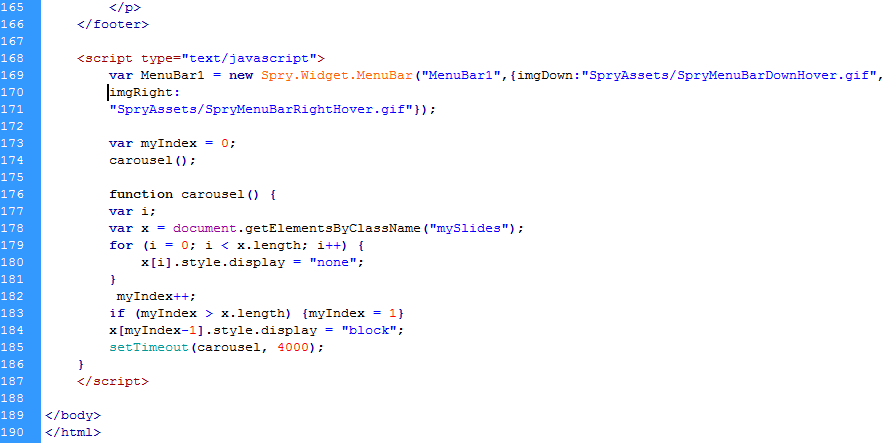 165         </p>
166     </footer>
167
168     <script type="text/javascript">
169         var MenuBar1 = new Spry.Widget.MenuBar("MenuBar1",{imgDown:"SpryAssets/SpryMenuBarDownHover.gif",
170         imgRight:
171         "SpryAssets/SpryMenuBarRightHover.gif"});
172
173         var myIndex = 0;
174         carousel();
175
176         function carousel() {
177         var i;
178         var x = document.getElementsByClassName("mySlides");
179         for (i = 0; i < x.length; i++) {
180             x[i].style.display = "none";
181         }
182          myIndex++;
183         if (myIndex > x.length) {myIndex = 1}
184         x[myIndex-1].style.display = "block";
185         setTimeout(carousel, 4000);
186     }
187     </script>
188
189 </body>
190 </html>